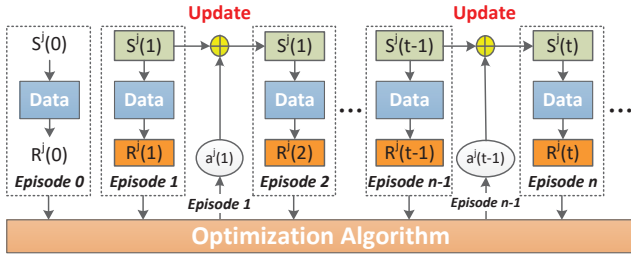 Update Update
S^j(0) S^j(1) S^j(1) S^j(t-1) S^j(t)
Data Data Data Data Data
... ...
a^j(1) a^j(t-1)
R^j(0) R^j(1) R^j(2) R^j(t-1) R^j(t)
Episode 0 Episode 1 Episode 2 Episode n-1 Episode n
Episode 1 Episode n-1
Optimization Algorithm